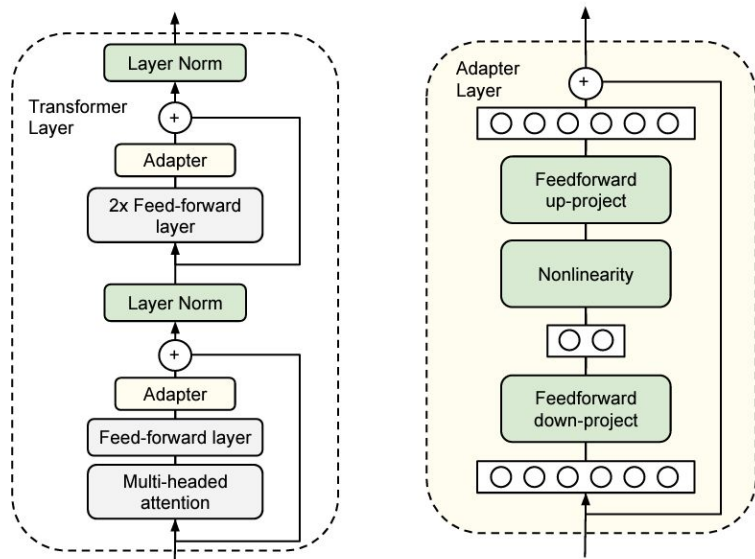 Layer Norm
Transformer
Layer
+
Adapter
2x Feed-forward
layer
Layer Norm
+
Adapter
Feed-forward layer
Multi-headed
attention
Adapter
Layer
+
Feedforward
up-project
Nonlinearity
Feedforward
down-project